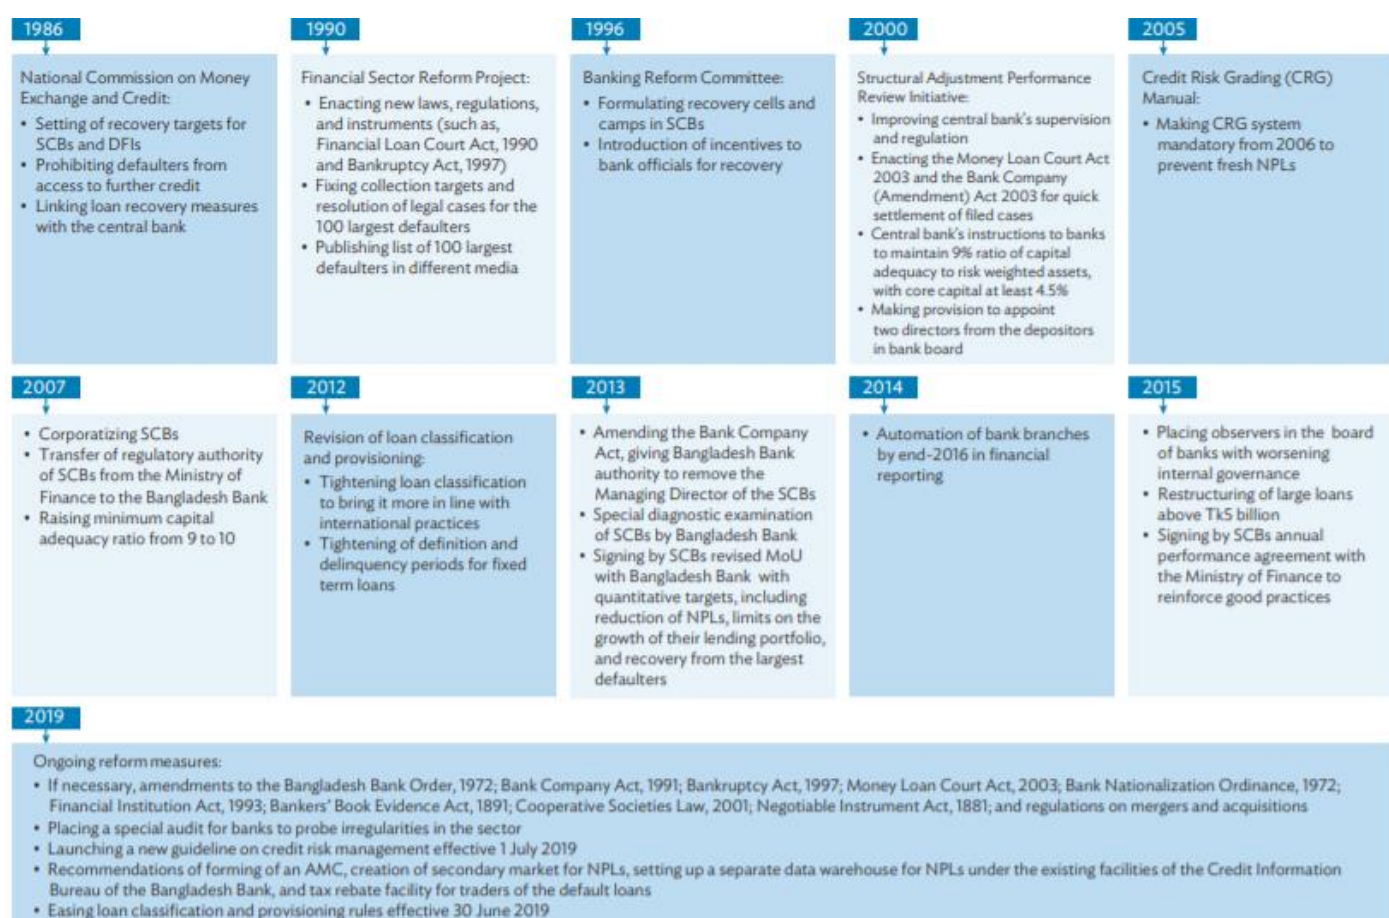 1986
National Commission on Money
Exchange and Credit:
• Setting of recovery targets for
SCBs and DFIs
• Prohibiting defaulters from
access to further credit
• Linking loan recovery measures
with the central bank
1990
Financial Sector Reform Project:
• Enacting new laws, regulations,
and instruments (such as,
Financial Loan Court Act, 1990
and Bankruptcy Act, 1997)
• Fixing collection targets and
resolution of legal cases for the
100 largest defaulters
• Publishing list of 100 largest
defaulters in different media
1996
Banking Reform Committee:
• Formulating recovery cells and
camps in SCBs
• Introduction of incentives to
bank officials for recovery
2000
Structural Adjustment Performance
Review Initiative:
• Improving central bank's supervision
and regulation
• Enacting the Money Loan Court Act
2003 and the Bank Company
(Amendment) Act 2003 for quick
settlement of filed cases
• Central bank's instructions to banks
to maintain 9% ratio of capital
adequacy to risk weighted assets,
with core capital at least 4.5%
• Making provision to appoint
two directors from the depositors
in bank board
2005
Credit Risk Grading (CRG)
Manual:
• Making CRG system
mandatory from 2006 to
prevent fresh NPLs
2007
• Corporatizing SCBs
• Transfer of regulatory authority
of SCBs from the Ministry of
Finance to the Bangladesh Bank
• Raising minimum capital
adequacy ratio from 9 to 10
2012
Revision of loan classification
and provisioning:
• Tightening loan classification
to bring it more in line with
international practices
• Tightening of definition and
delinquency periods for fixed
term loans
2013
• Amending the Bank Company
Act, giving Bangladesh Bank
authority to remove the
Managing Director of the SCBs
• Special diagnostic examination
of SCBs by Bangladesh Bank
• Signing by SCBs revised MoU
with Bangladesh Bank with
quantitative targets, including
reduction of NPLs, limits on the
growth of their lending portfolio,
and recovery from the largest
defaulters
2014
• Automation of bank branches
by end-2016 in financial
reporting
2015
• Placing observers in the board
of banks with worsening
internal governance
• Restructuring of large loans
above Tk5 billion
• Signing by SCBs annual
performance agreement with
the Ministry of Finance to
reinforce good practices
2019
Ongoing reform measures:
• If necessary, amendments to the Bangladesh Bank Order, 1972; Bank Company Act, 1991; Bankruptcy Act, 1997; Money Loan Court Act, 2003; Bank Nationalization Ordinance, 1972;
Financial Institution Act, 1993; Bankers' Book Evidence Act, 1891; Cooperative Societies Law, 2001; Negotiable Instrument Act, 1881; and regulations on mergers and acquisitions
• Placing a special audit for banks to probe irregularities in the sector
• Launching a new guideline on credit risk management effective 1 July 2019
• Recommendations of forming of an AMC, creation of secondary market for NPLs, setting up a separate data warehouse for NPLs under the existing facilities of the Credit Information
Bureau of the Bangladesh Bank, and tax rebate facility for traders of the default loans
• Easing loan classification and provisioning rules effective 30 June 2019